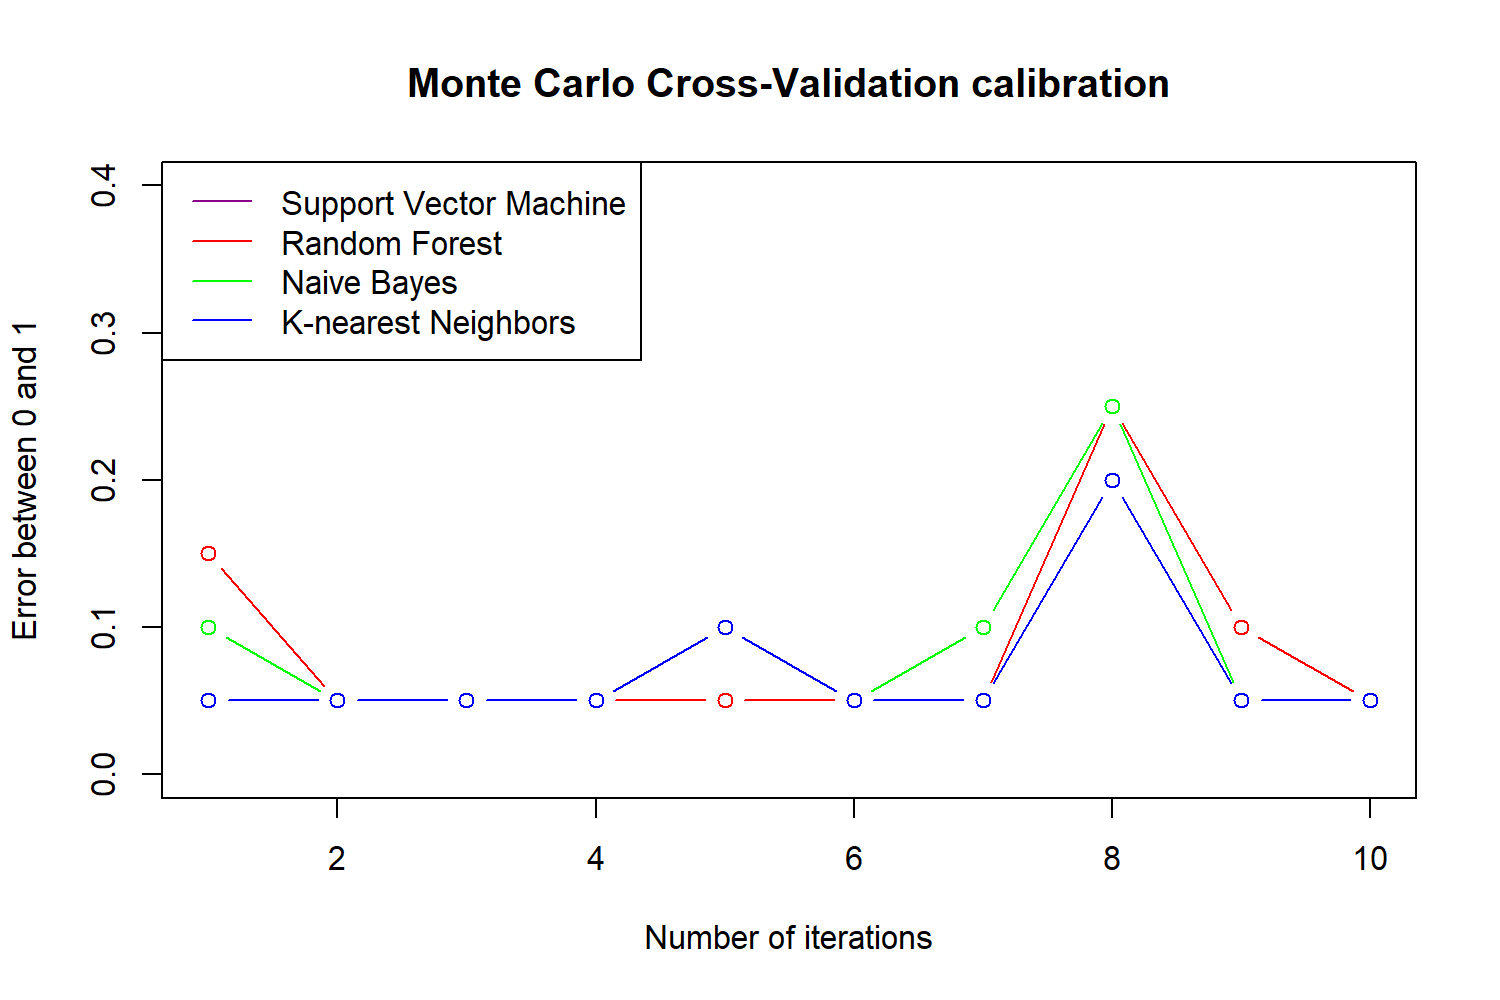 Monte Carlo Cross-Validation calibration
Support Vector Machine
Random Forest
Naive Bayes
K-nearest Neighbors
Error between 0 and 1
0.4
0.3
0.2
0.1
0.0
2 4 6 8 10
Number of iterations